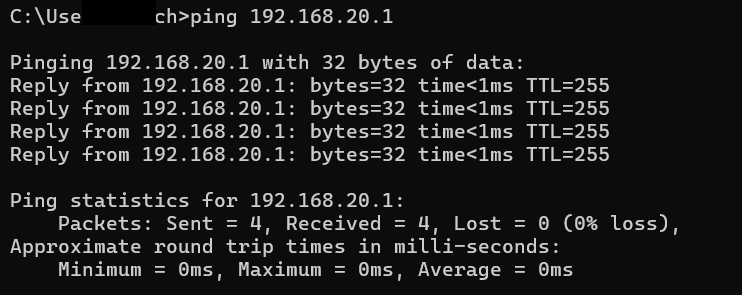 C:\Use ch>ping 192.168.20.1
Pinging 192.168.20.1 with 32 bytes of data:
Reply from 192.168.20.1: bytes=32 time<1ms TTL=255
Reply from 192.168.20.1: bytes=32 time<1ms TTL=255
Reply from 192.168.20.1: bytes=32 time<1ms TTL=255
Reply from 192.168.20.1: bytes=32 time<1ms TTL=255
Ping statistics for 192.168.20.1:
    Packets: Sent = 4, Received = 4, Lost = 0 (0% loss),
Approximate round trip times in milli-seconds:
    Minimum = 0ms, Maximum = 0ms, Average = 0ms